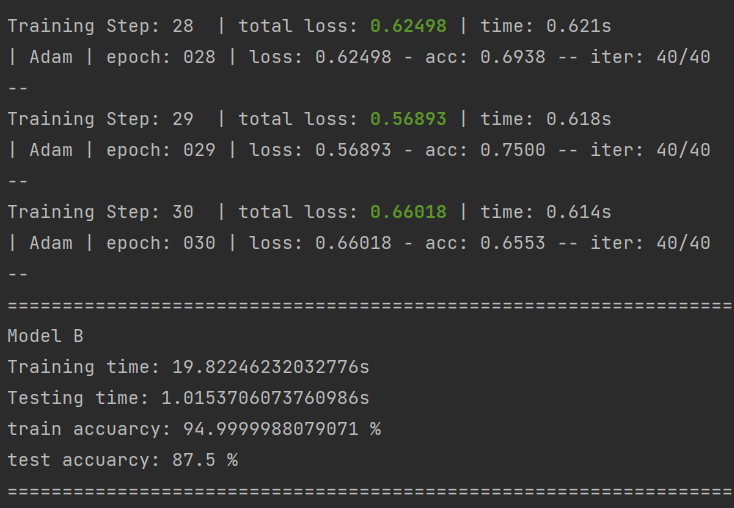 Training Step: 28  | total loss: 0.62498 | time: 0.621s
| Adam | epoch: 028 | loss: 0.62498 - acc: 0.6938 -- iter: 40/40
--
Training Step: 29  | total loss: 0.56893 | time: 0.618s
| Adam | epoch: 029 | loss: 0.56893 - acc: 0.7500 -- iter: 40/40
--
Training Step: 30  | total loss: 0.66018 | time: 0.614s
| Adam | epoch: 030 | loss: 0.66018 - acc: 0.6553 -- iter: 40/40
--
==================================================================
Model B
Training time: 19.82246232032776s
Testing time: 1.0153706073760986s
train accuarcy: 94.9999988079071 %
test accuarcy: 87.5 %
==================================================================